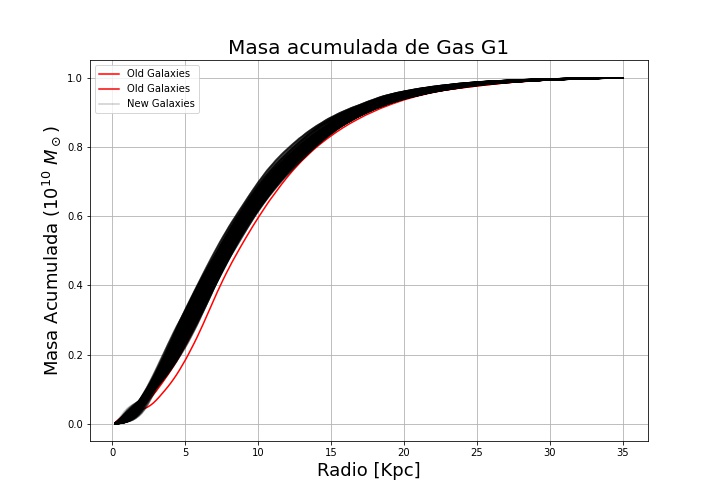 Masa acumulada de Gas G1
Old Galaxies
Old Galaxies
New Galaxies
Masa Acumulada (10¹⁰ M⊙)
1.0
0.8
0.6
0.4
0.2
0.0
0 5 10 15 20 25 30 35
Radio [Kpc]